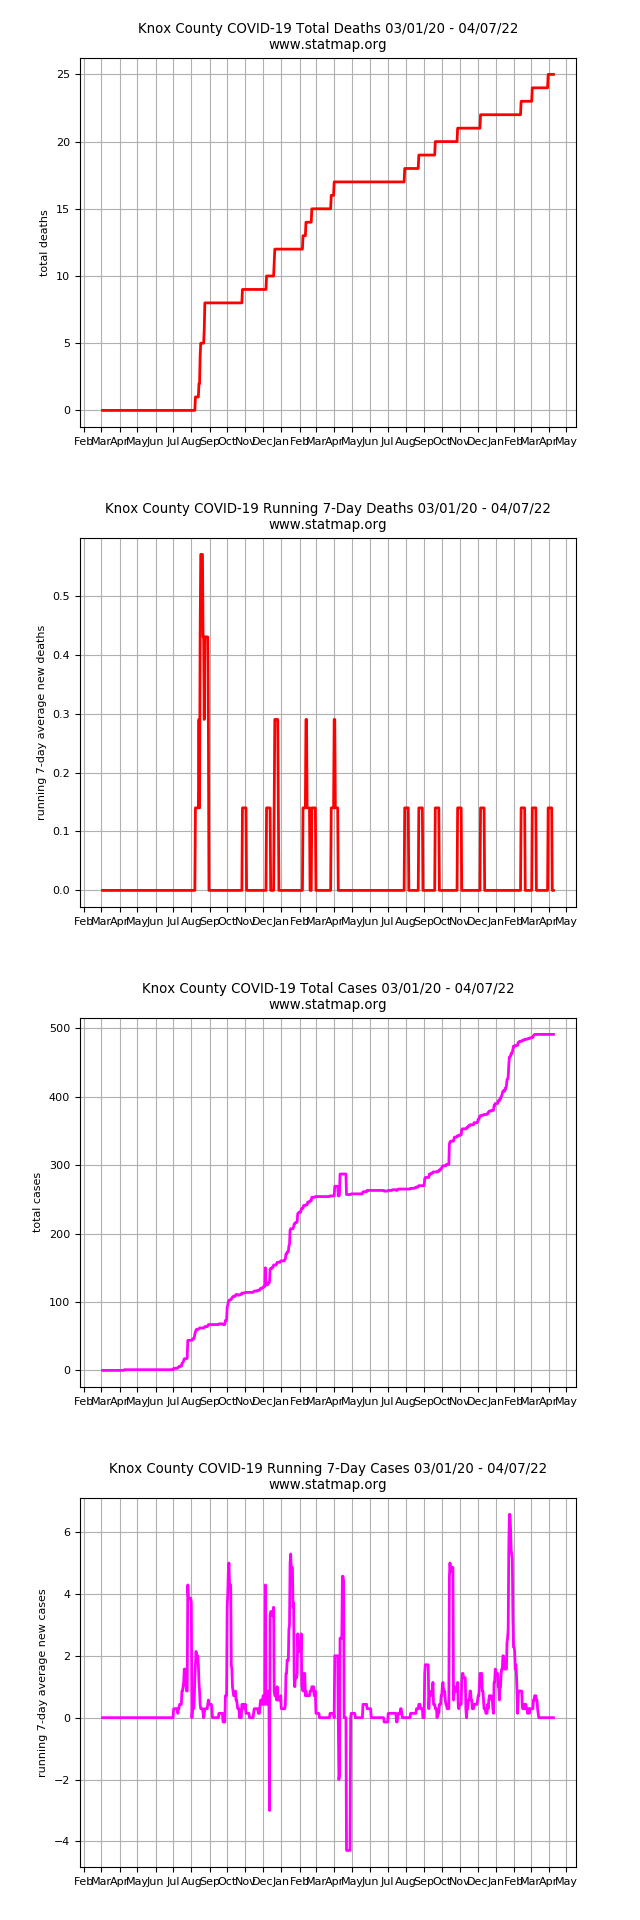 Knox County COVID-19 Total Deaths 03/01/20 - 04/07/22
www.statmap.org
25
20
15
10
5
0
total deaths
Feb Mar Apr May Jun Jul Aug Sep Oct Nov Dec Jan Feb Mar Apr May Jun Jul Aug Sep Oct Nov Dec Jan Feb Mar Apr May
Knox County COVID-19 Running 7-Day Deaths 03/01/20 - 04/07/22
www.statmap.org
0.5
0.4
0.3
0.2
0.1
0.0
running 7-day average new deaths
Feb Mar Apr May Jun Jul Aug Sep Oct Nov Dec Jan Feb Mar Apr May Jun Jul Aug Sep Oct Nov Dec Jan Feb Mar Apr May
Knox County COVID-19 Total Cases 03/01/20 - 04/07/22
www.statmap.org
500
400
300
200
100
0
total cases
Feb Mar Apr May Jun Jul Aug Sep Oct Nov Dec Jan Feb Mar Apr May Jun Jul Aug Sep Oct Nov Dec Jan Feb Mar Apr May
Knox County COVID-19 Running 7-Day Cases 03/01/20 - 04/07/22
www.statmap.org
6
4
2
0
−2
−4
running 7-day average new cases
Feb Mar Apr May Jun Jul Aug Sep Oct Nov Dec Jan Feb Mar Apr May Jun Jul Aug Sep Oct Nov Dec Jan Feb Mar Apr May